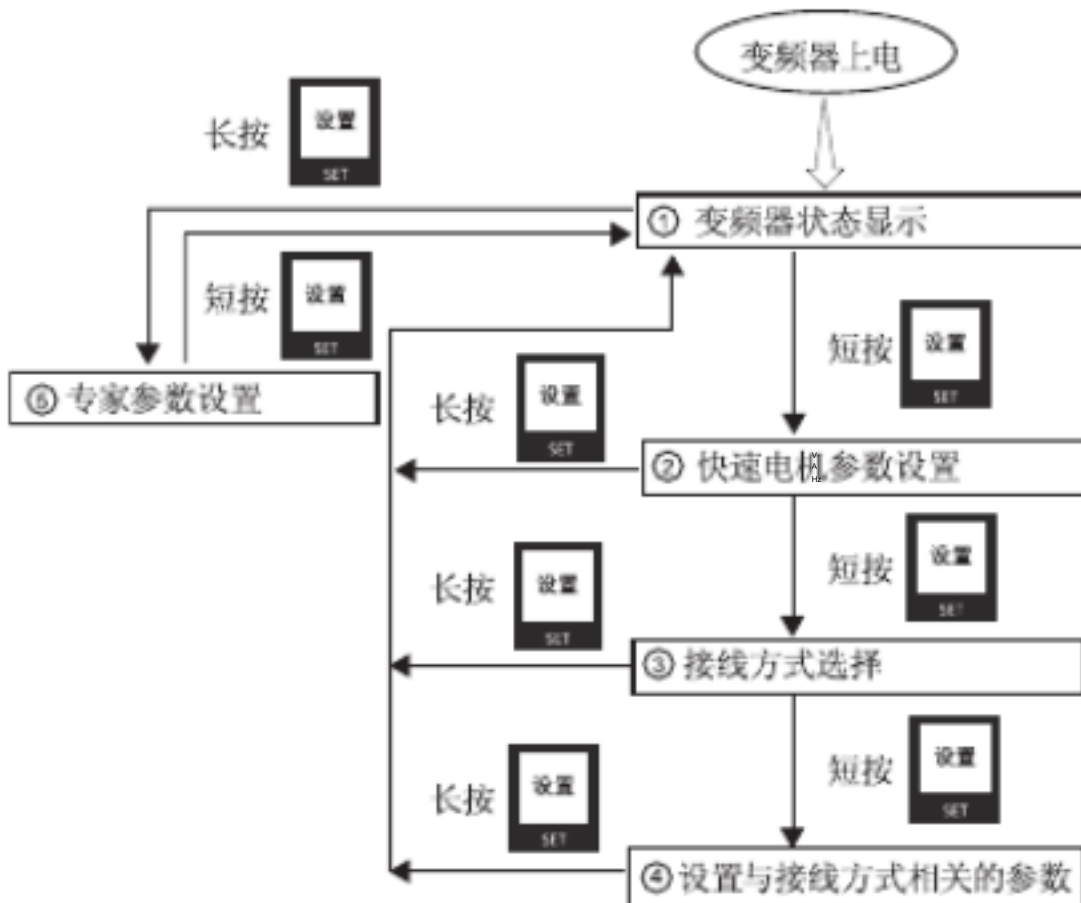 变频器上电
长按
设置
SET
① 变频器状态显示
短按
设置
SET
短按
设置
SET
⑤ 专家参数设置
长按
设置
SET
② 快速电机参数设置
V
A
Hz
短按
设置
SET
长按
设置
SET
③ 接线方式选择
短按
设置
SET
长按
设置
SET
④ 设置与接线方式相关的参数